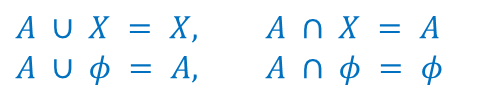 A ∪ X = X, A ∩ X = A
A ∪ ϕ = A, A ∩ ϕ = ϕ